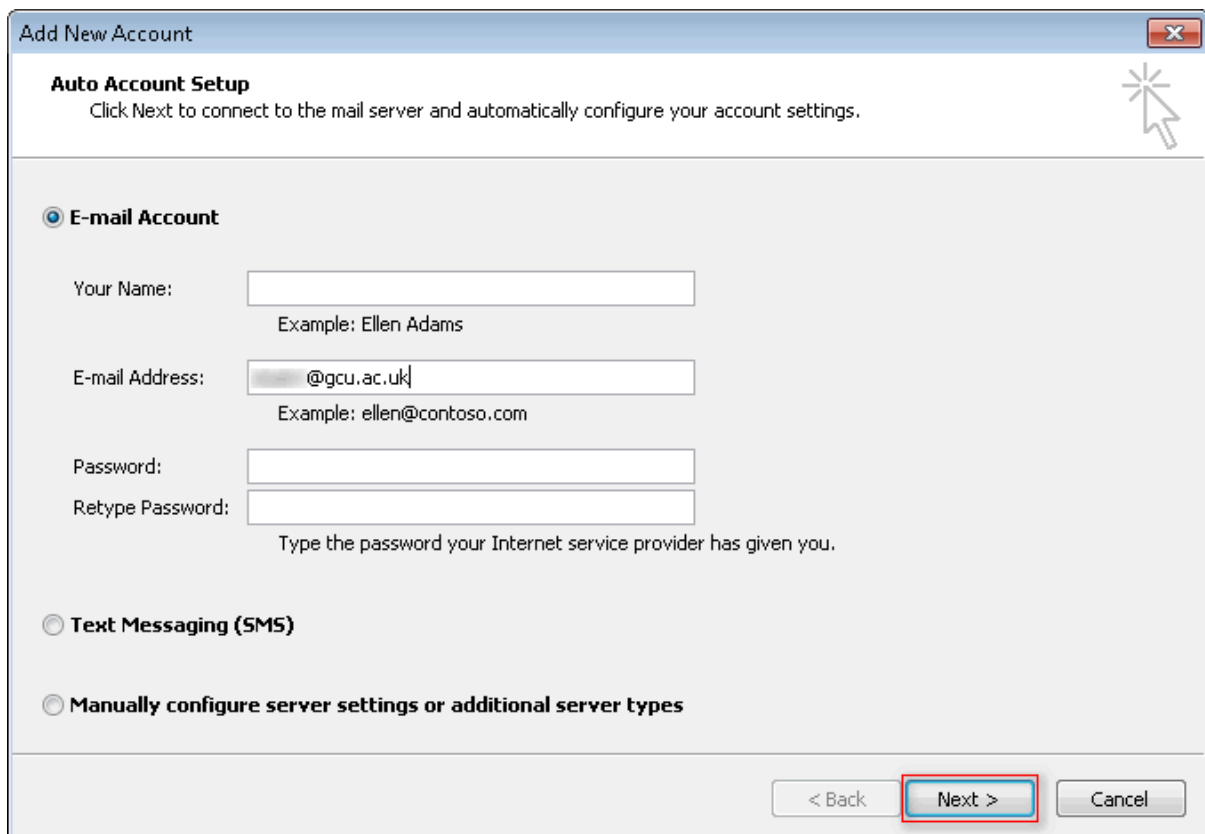 Add New Account
Auto Account Setup
Click Next to connect to the mail server and automatically configure your account settings.
E-mail Account
Your Name:
Example: Ellen Adams
E-mail Address: @gcu.ac.uk
Example: ellen@contoso.com
Password:
Retype Password:
Type the password your Internet service provider has given you.
Text Messaging (SMS)
Manually configure server settings or additional server types
< Back Next > Cancel